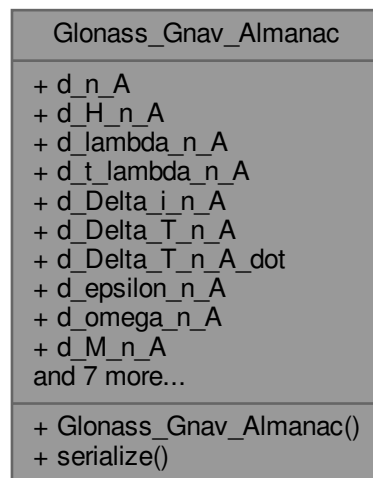 Glonass_Gnav_Almanac
+ d_n_A
+ d_H_n_A
+ d_lambda_n_A
+ d_t_lambda_n_A
+ d_Delta_i_n_A
+ d_Delta_T_n_A
+ d_Delta_T_n_A_dot
+ d_epsilon_n_A
+ d_omega_n_A
+ d_M_n_A
and 7 more...
+ Glonass_Gnav_Almanac()
+ serialize()